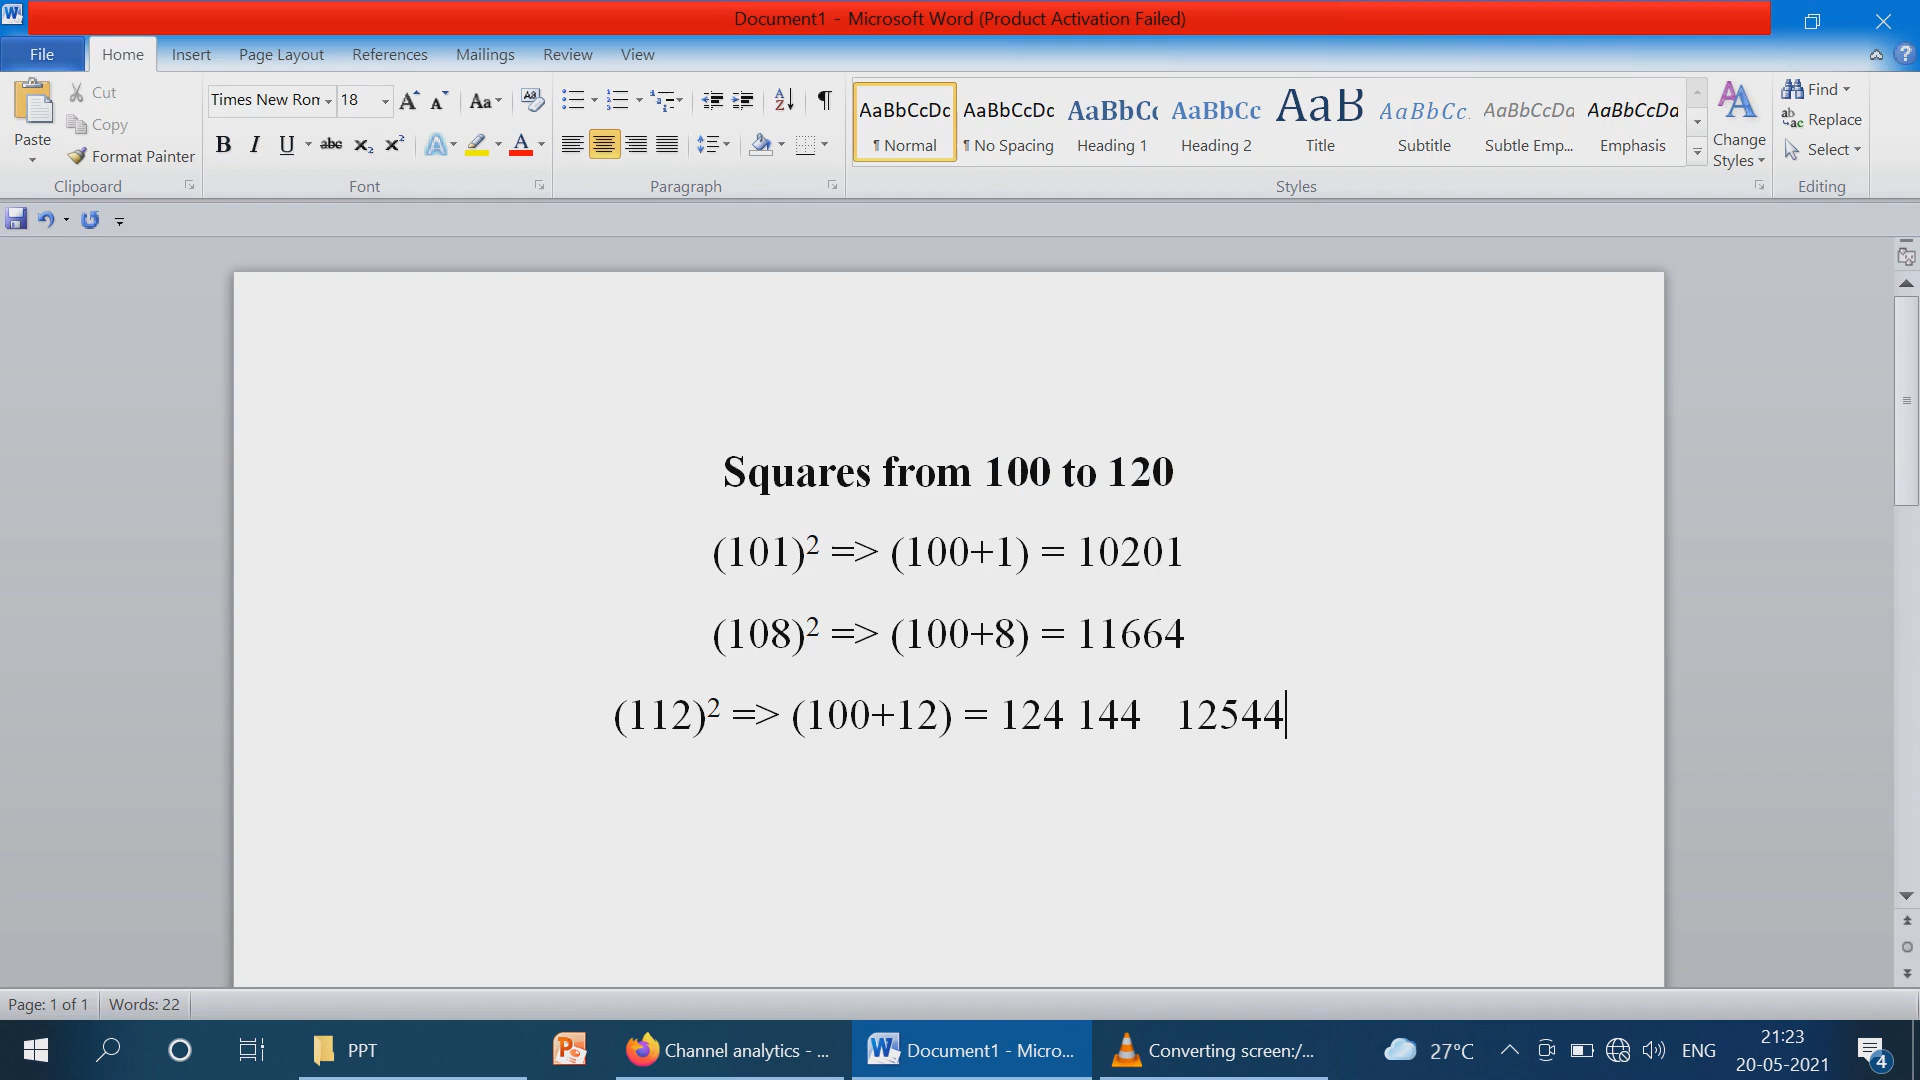 Document1 - Microsoft Word (Product Activation Failed)
File Home Insert Page Layout References Mailings Review View
Paste
Cut
Copy
Format Painter
Clipboard
Times New Ron 18
Font
Paragraph
AaBbCcDc ¶ Normal
AaBbCcDc ¶ No Spacing
AaBbC Heading 1
AaBbCc Heading 2
AaB Title
AaBbCc. Subtitle
AaBbCcDa Subtle Emp...
AaBbCcDa Emphasis
Styles
Change Styles
Find
Replace
Select
Editing
Squares from 100 to 120
(101)² => (100+1) = 10201
(108)² => (100+8) = 11664
(112)² => (100+12) = 124 144   12544
Page: 1 of 1 Words: 22
PPT
Channel analytics - ...
Document1 - Micro...
Converting screen:/...
27°C
ENG
21:23
20-05-2021
4